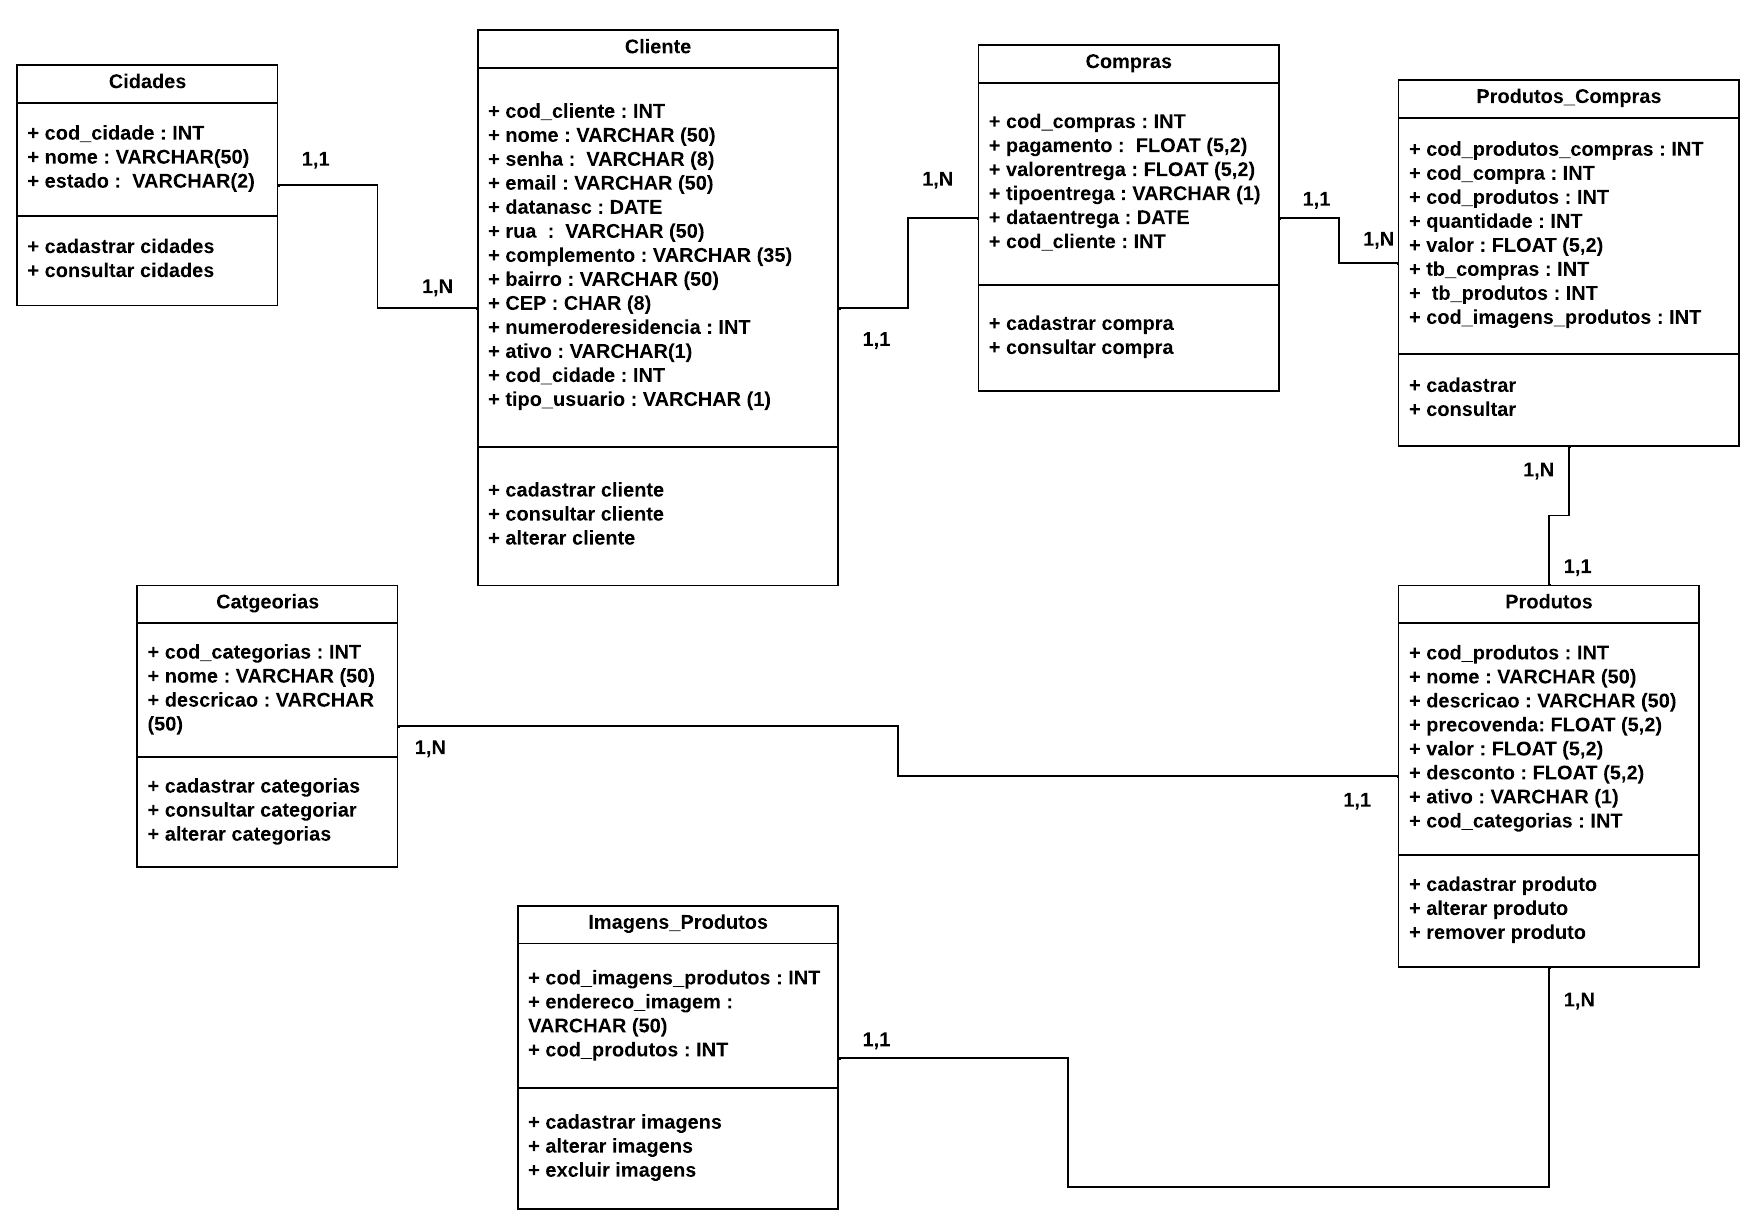 Cidades
+ cod_cidade : INT
+ nome : VARCHAR(50)
+ estado :  VARCHAR(2)
+ cadastrar cidades
+ consultar cidades
1,1
1,N
Cliente
+ cod_cliente : INT
+ nome : VARCHAR (50)
+ senha :  VARCHAR (8)
+ email : VARCHAR (50)
+ datanasc : DATE
+ rua  :  VARCHAR (50)
+ complemento : VARCHAR (35)
+ bairro : VARCHAR (50)
+ CEP : CHAR (8)
+ numeroderesidencia : INT
+ ativo : VARCHAR(1)
+ cod_cidade : INT
+ tipo_usuario : VARCHAR (1)
+ cadastrar cliente
+ consultar cliente
+ alterar cliente
1,N
1,1
Compras
+ cod_compras : INT
+ pagamento :  FLOAT (5,2)
+ valorentrega : FLOAT (5,2)
+ tipoentrega : VARCHAR (1)
+ dataentrega : DATE
+ cod_cliente : INT
+ cadastrar compra
+ consultar compra
1,1
1,N
Produtos_Compras
+ cod_produtos_compras : INT
+ cod_compra : INT
+ cod_produtos : INT
+ quantidade : INT
+ valor : FLOAT (5,2)
+ tb_compras : INT
+  tb_produtos : INT
+ cod_imagens_produtos : INT
+ cadastrar
+ consultar
1,N
1,1
Catgeorias
+ cod_categorias : INT
+ nome : VARCHAR (50)
+ descricao : VARCHAR
(50)
+ cadastrar categorias
+ consultar categoriar
+ alterar categorias
1,N
1,1
Produtos
+ cod_produtos : INT
+ nome : VARCHAR (50)
+ descricao : VARCHAR (50)
+ precovenda: FLOAT (5,2)
+ valor : FLOAT (5,2)
+ desconto : FLOAT (5,2)
+ ativo : VARCHAR (1)
+ cod_categorias : INT
+ cadastrar produto
+ alterar produto
+ remover produto
1,N
Imagens_Produtos
+ cod_imagens_produtos : INT
+ endereco_imagem :
VARCHAR (50)
+ cod_produtos : INT
+ cadastrar imagens
+ alterar imagens
+ excluir imagens
1,1